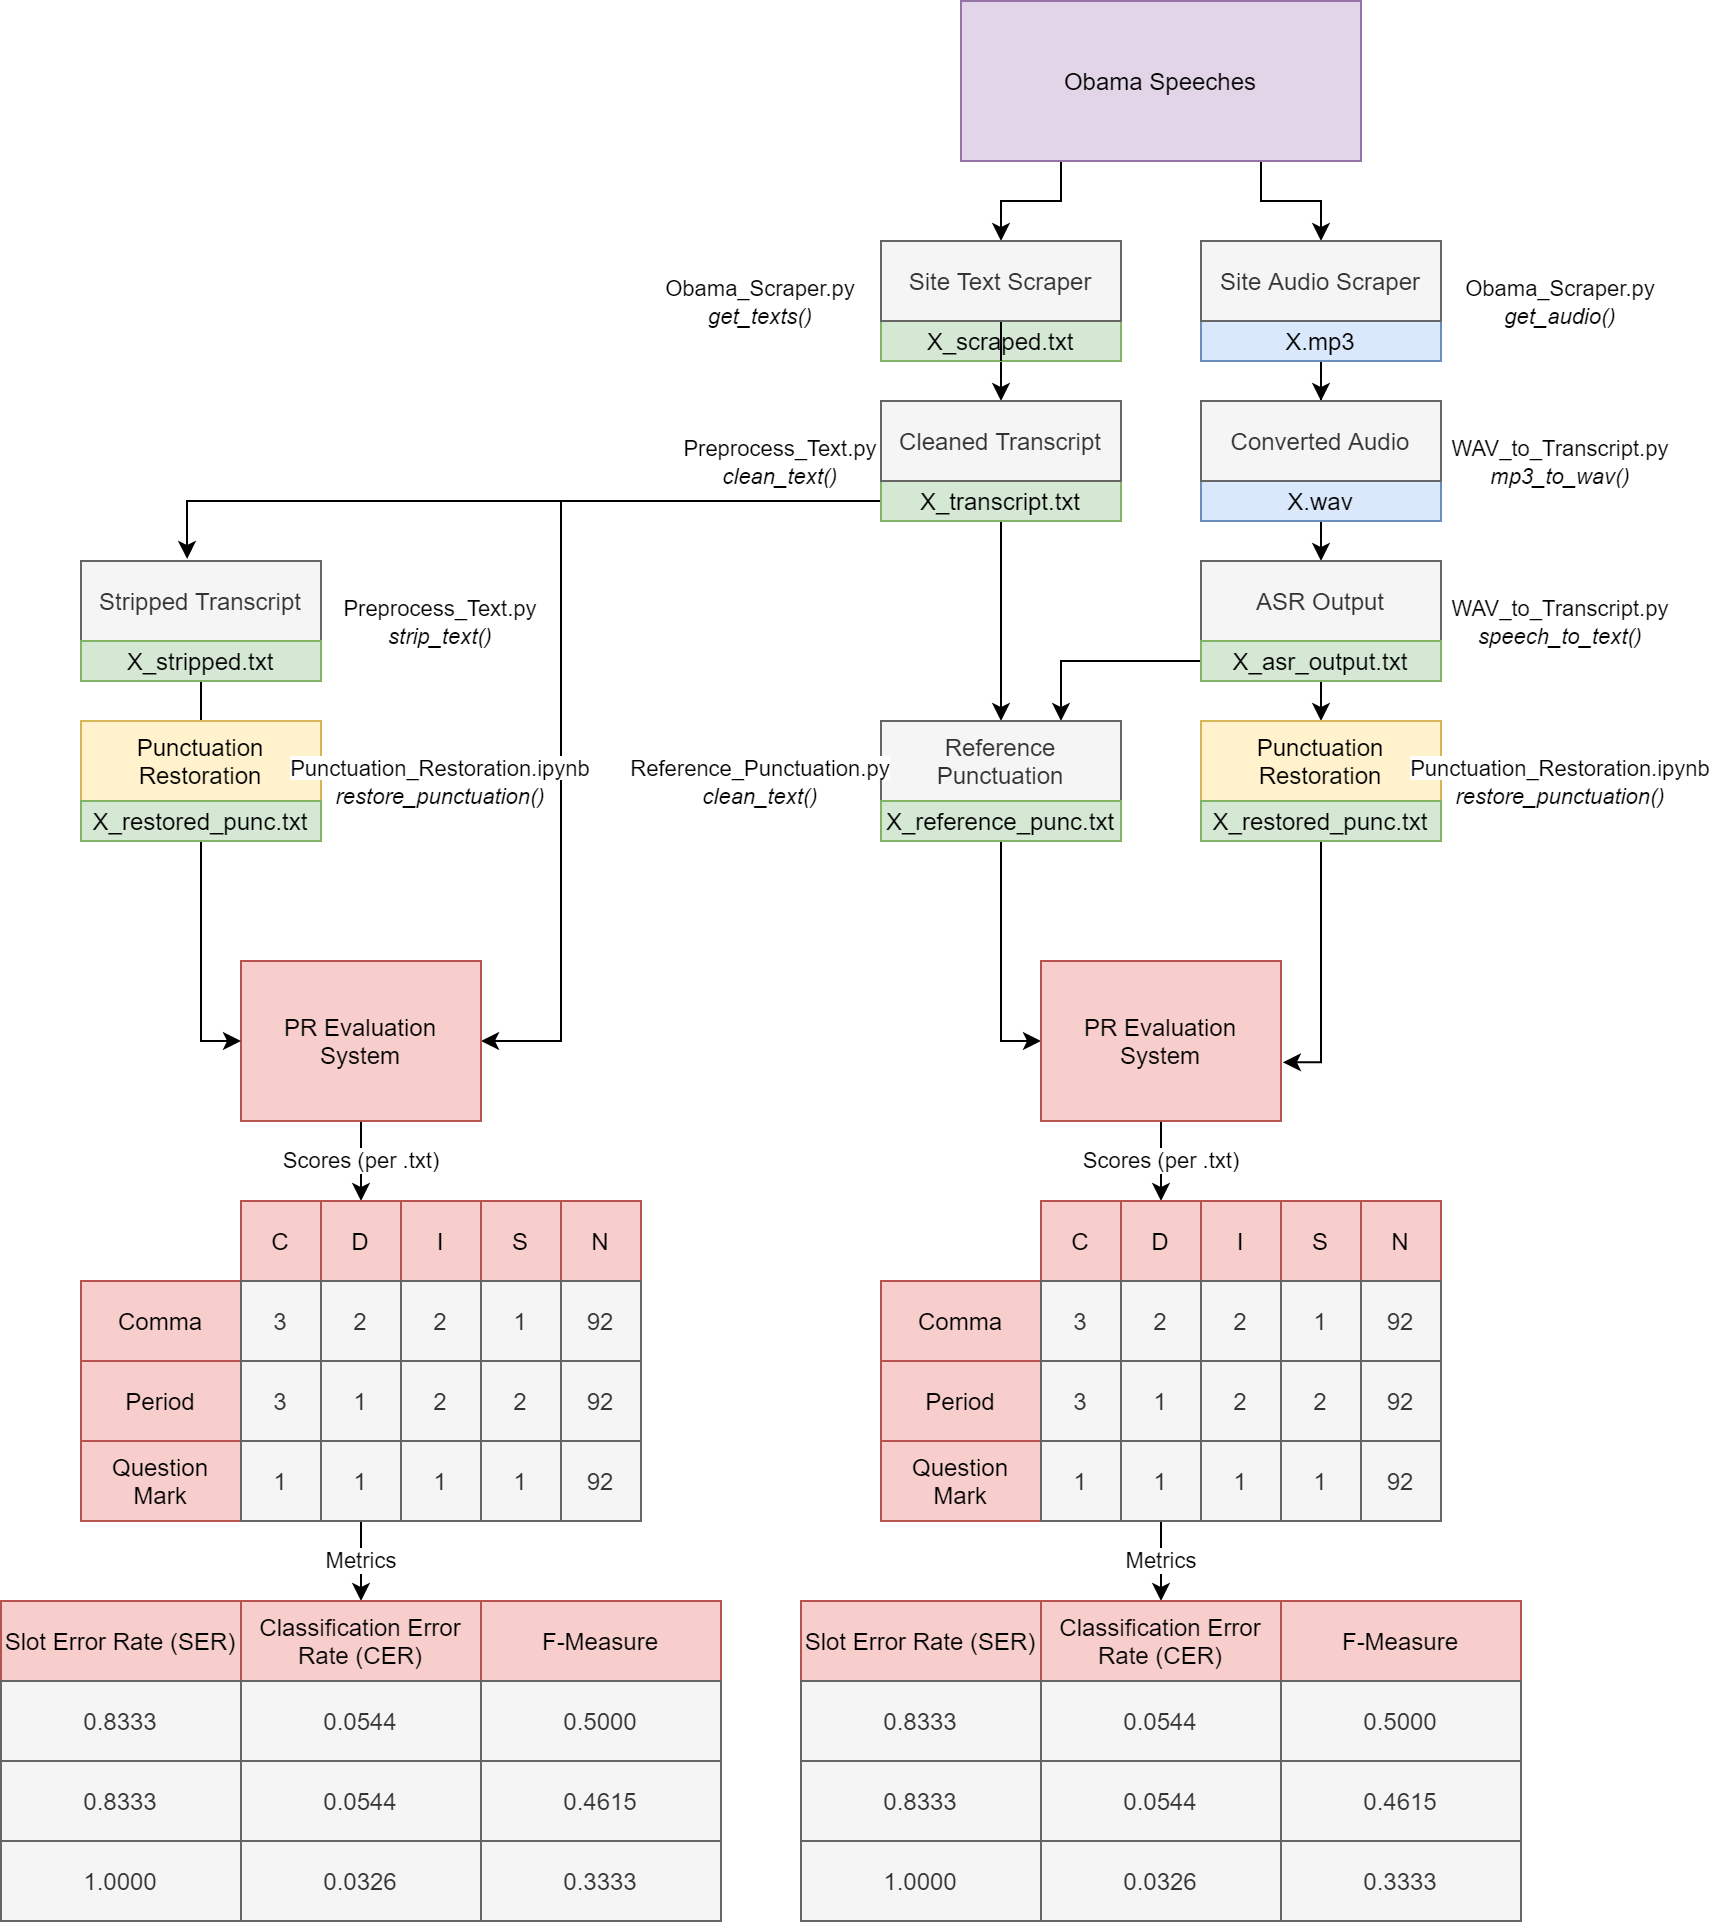 Obama Speeches
Obama_Scraper.py
get_texts()
Site Text Scraper
X_scraped.txt
Site Audio Scraper
X.mp3
Obama_Scraper.py
get_audio()
Preprocess_Text.py
clean_text()
Cleaned Transcript
X_transcript.txt
Converted Audio
X.wav
WAV_to_Transcript.py
mp3_to_wav()
Stripped Transcript
X_stripped.txt
Preprocess_Text.py
strip_text()
ASR Output
X_asr_output.txt
WAV_to_Transcript.py
speech_to_text()
Punctuation
Restoration
X_restored_punc.txt
Punctuation_Restoration.ipynb
restore_punctuation()
Reference_Punctuation.py
clean_text()
Reference
Punctuation
X_reference_punc.txt
Punctuation
Restoration
X_restored_punc.txt
Punctuation_Restoration.ipynb
restore_punctuation()
PR Evaluation
System
PR Evaluation
System
Scores (per .txt)
C D I S N
Comma 3 2 2 1 92
Period 3 1 2 2 92
Question
Mark 1 1 1 1 92
Scores (per .txt)
C D I S N
Comma 3 2 2 1 92
Period 3 1 2 2 92
Question
Mark 1 1 1 1 92
Metrics
Slot Error Rate (SER) Classification Error
Rate (CER) F-Measure
0.8333 0.0544 0.5000
0.8333 0.0544 0.4615
1.0000 0.0326 0.3333
Metrics
Slot Error Rate (SER) Classification Error
Rate (CER) F-Measure
0.8333 0.0544 0.5000
0.8333 0.0544 0.4615
1.0000 0.0326 0.3333